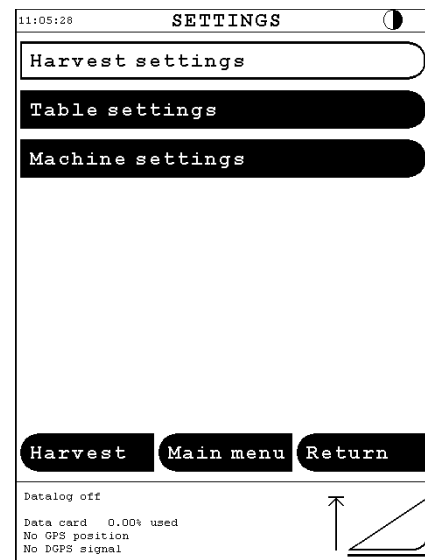 11:05:28 SETTINGS
Harvest settings
Table settings
Machine settings
Harvest Main menu Return
Datalog off
Data card 0.00% used
No GPS position
No DGPS signal